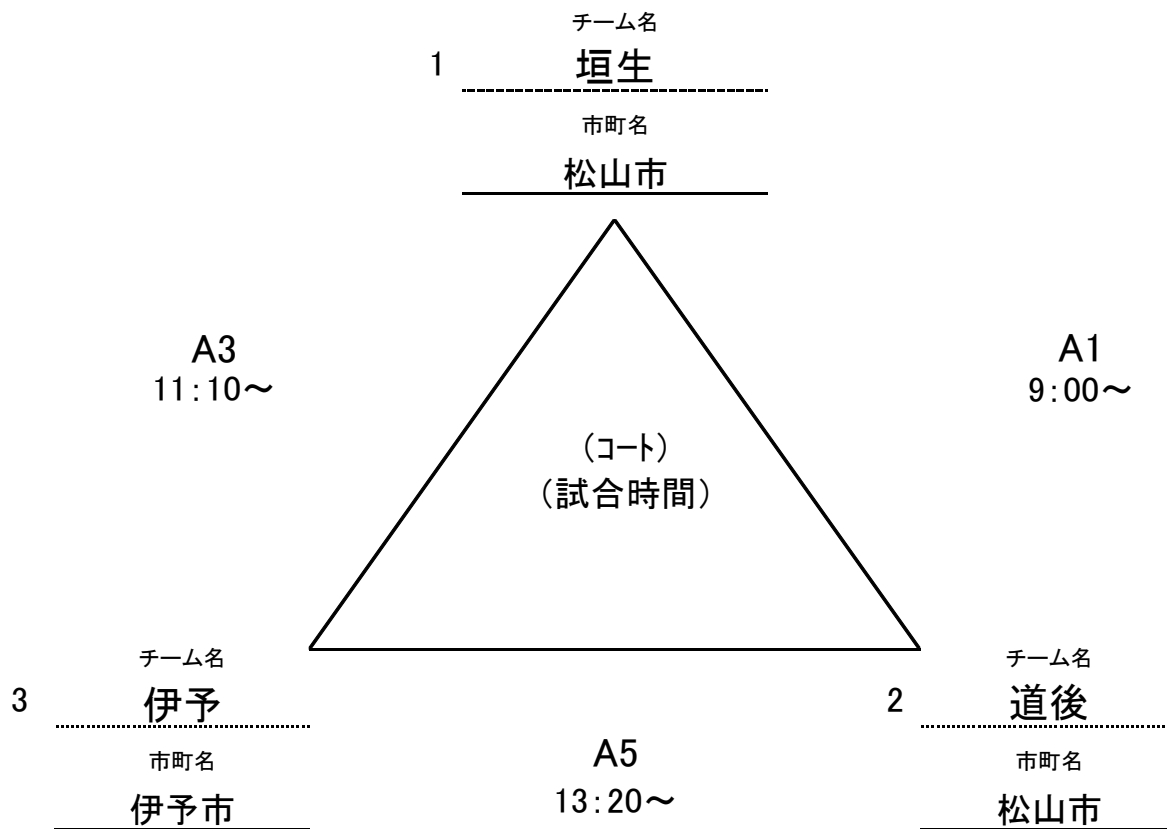 チーム名
1 垣生
市町名
松山市
A3
11:10～
A1
9:00～
(コート)
(試合時間)
チーム名
3 伊予
市町名
伊予市
A5
13:20～
チーム名
2 道後
市町名
松山市